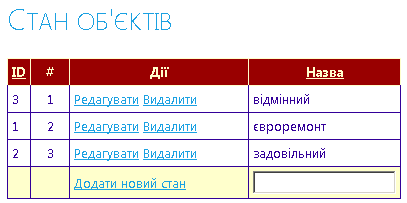 Стан об'єктів
ID # Дії Назва
3 1 Редагувати Видалити відмінний
1 2 Редагувати Видалити євроремонт
2 3 Редагувати Видалити задовільний
Додати новий стан